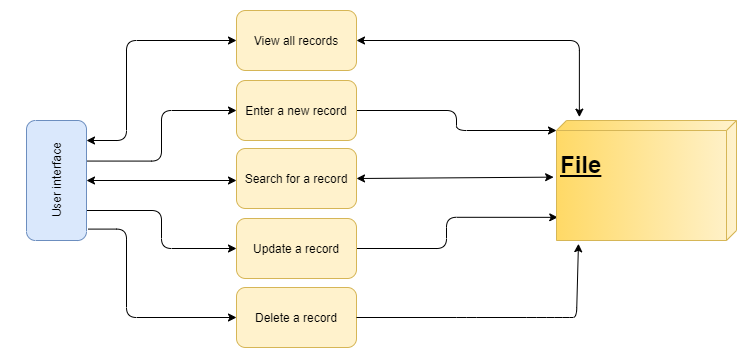 View all records
Enter a new record
User interface
Search for a record
File
Update a record
Delete a record